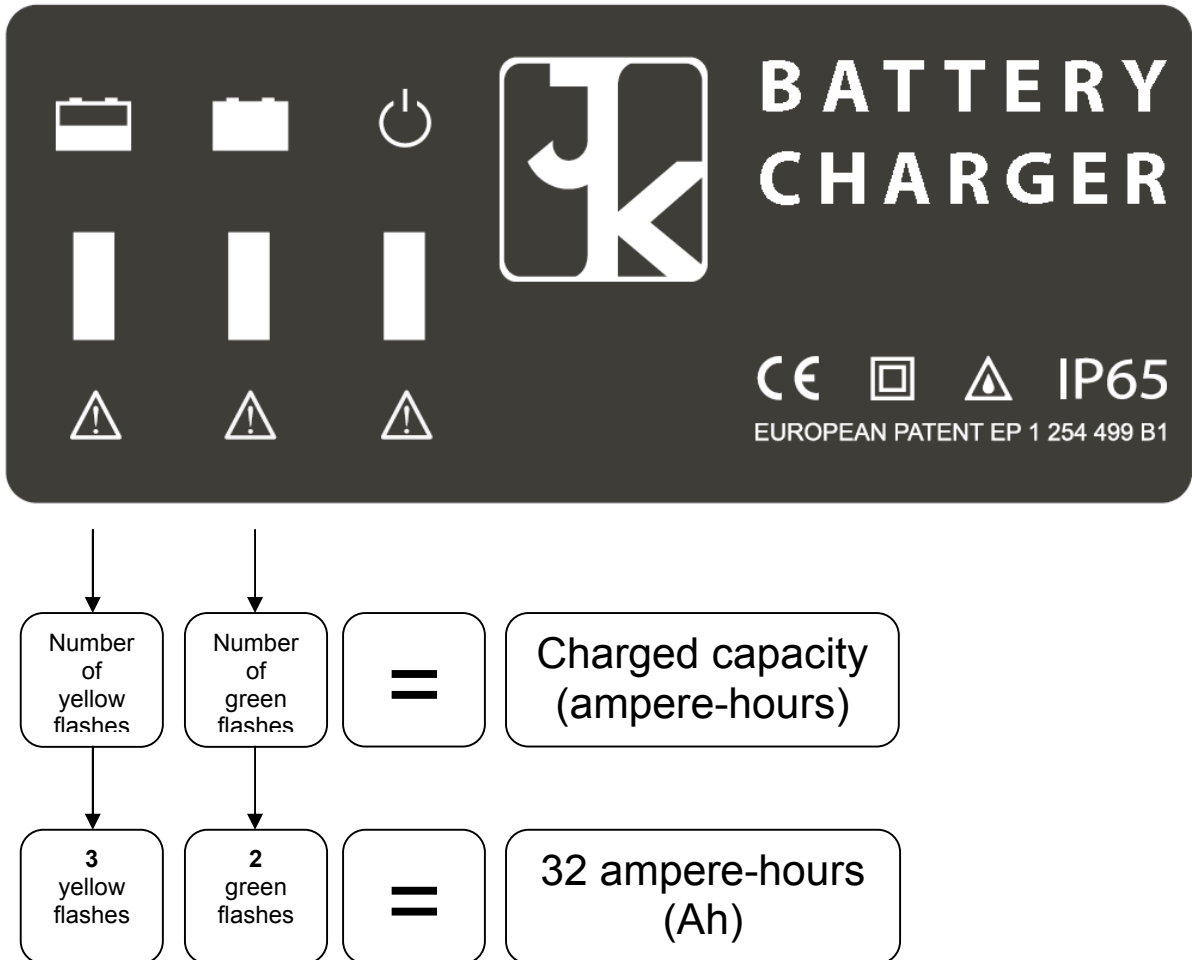 JK
BATTERY
CHARGER
CE IP65
EUROPEAN PATENT EP 1 254 499 B1
Number
of
yellow
flashes
Number
of
green
flashes
=
Charged capacity
(ampere-hours)
3
yellow
flashes
2
green
flashes
=
32 ampere-hours
(Ah)